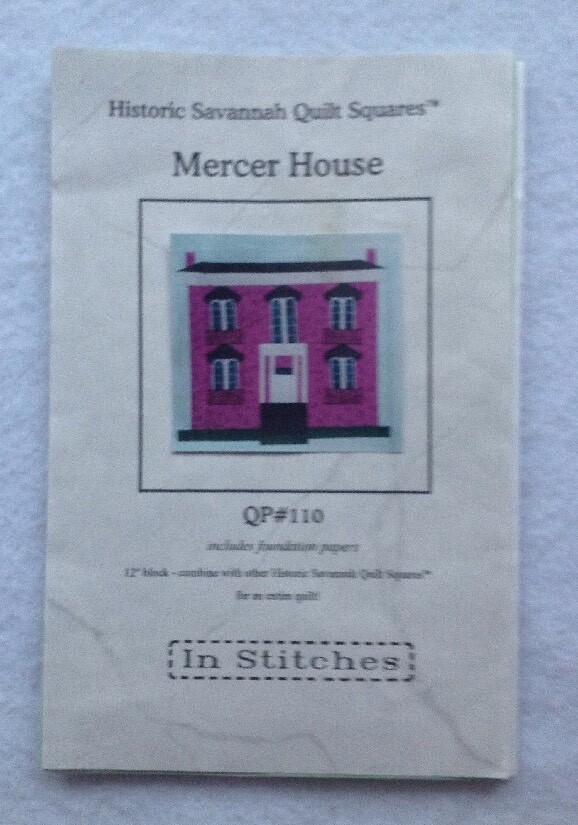 Historic Savannah Quilt Squares™
Mercer House
QP#110
includes foundation papers
12" block - combine with other Historic Savannah Quilt Squares™
for an entire quilt!
In Stitches